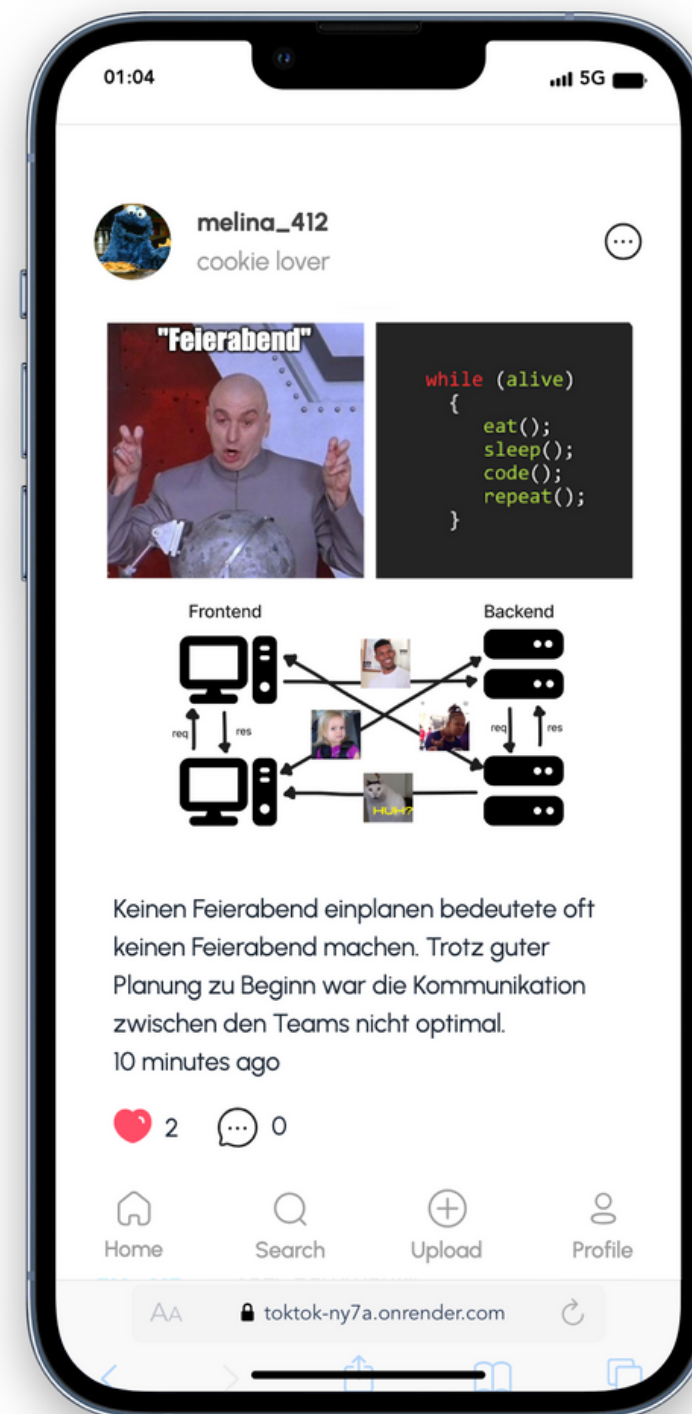 01:04
5G
melina_412
cookie lover
"Feierabend"
while (alive)
{
eat();
sleep();
code();
repeat();
}
Frontend
Backend
req
res
req
res
HUH?
Keinen Feierabend einplanen bedeutete oft
keinen Feierabend machen. Trotz guter
Planung zu Beginn war die Kommunikation
zwischen den Teams nicht optimal.
10 minutes ago
2
0
Home
Search
Upload
Profile
AA
toktok-ny7a.onrender.com